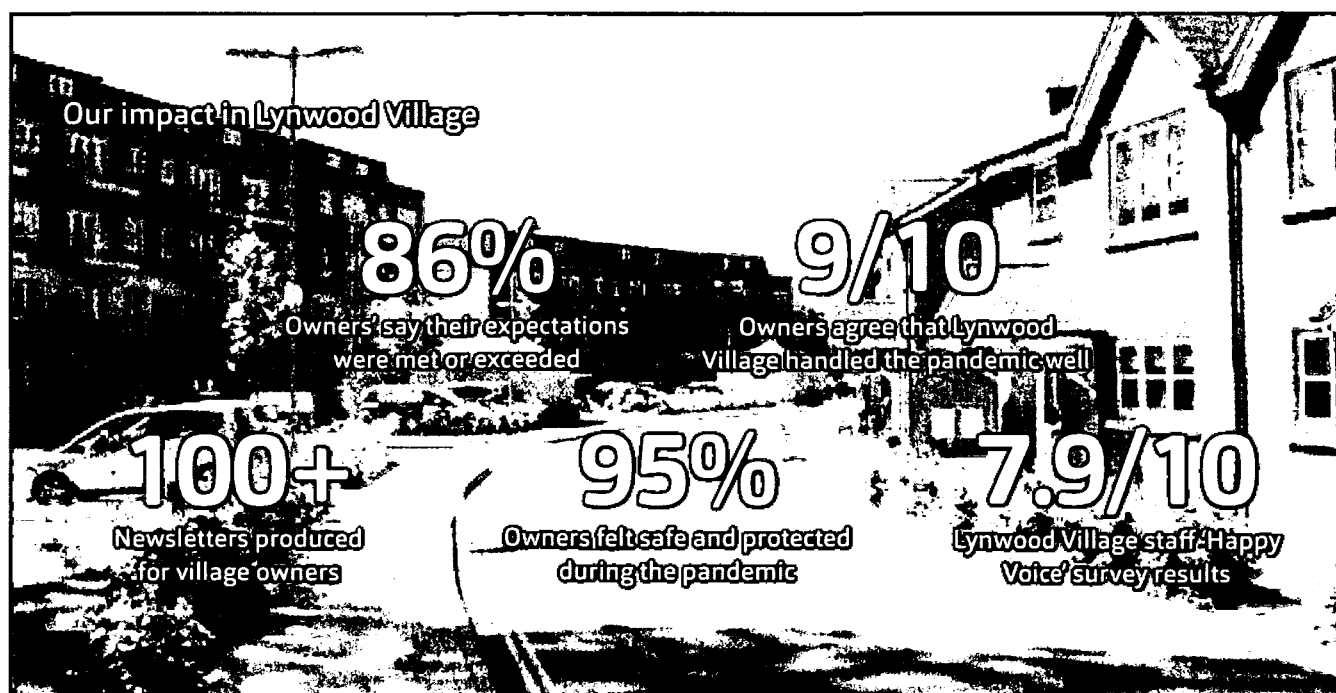 Our impact in Lynwood Village
86%
Owners' say their expectations
were met or exceeded
9/10
Owners agree that Lynwood
Village handled the pandemic well
100+
Newsletters produced
for village owners
95%
Owners felt safe and protected
during the pandemic
7.9/10
Lynwood Village staff 'Happy
Voice' survey results